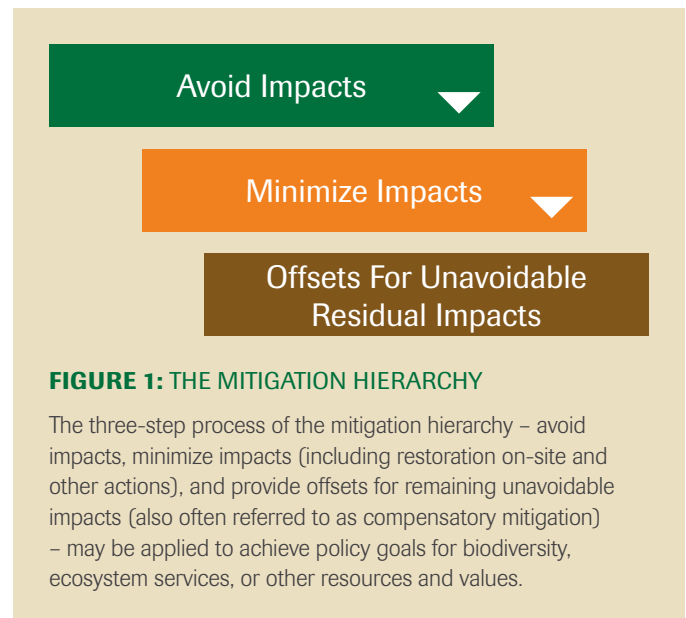 Avoid Impacts
Minimize Impacts
Offsets For Unavoidable
Residual Impacts
FIGURE 1: THE MITIGATION HIERARCHY
The three-step process of the mitigation hierarchy – avoid
impacts, minimize impacts (including restoration on-site and
other actions), and provide offsets for remaining unavoidable
impacts (also often referred to as compensatory mitigation)
– may be applied to achieve policy goals for biodiversity,
ecosystem services, or other resources and values.